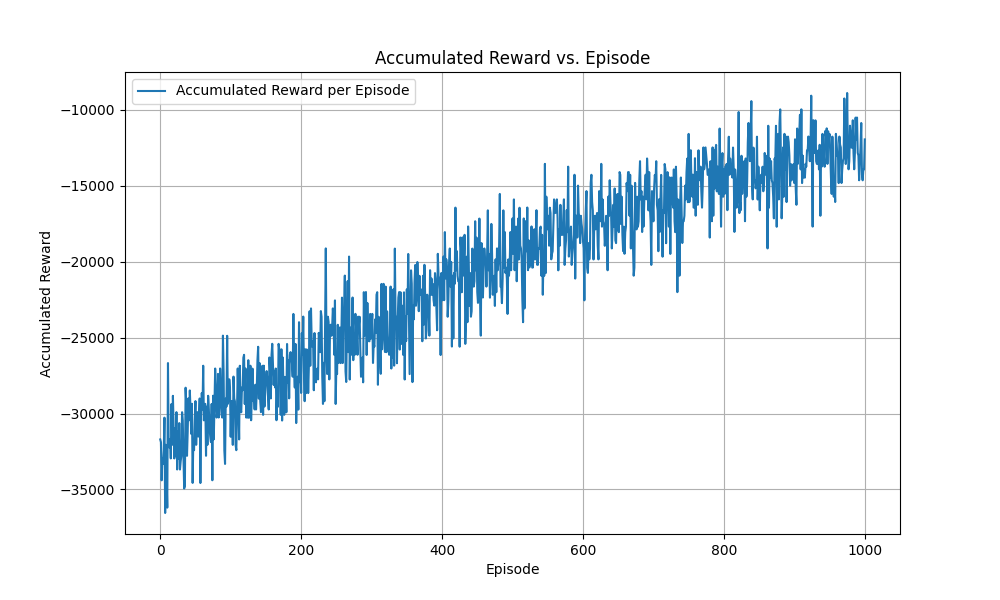 Accumulated Reward vs. Episode
Accumulated Reward per Episode
−10000
−15000
−20000
−25000
−30000
−35000
Accumulated Reward
0 200 400 600 800 1000
Episode